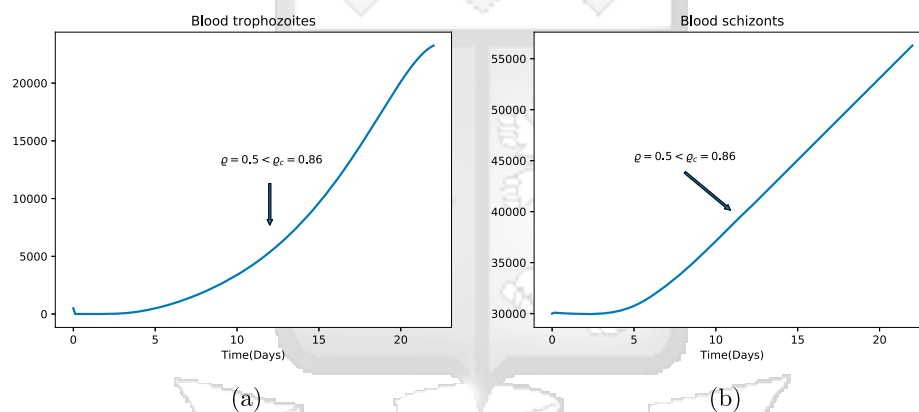 Blood trophozoites
20000
15000
10000
5000
0
ϱ = 0.5 < ϱc = 0.86
0 5 10 15 20
Time(Days)
(a)
Blood schizonts
55000
50000
45000
40000
35000
30000
ϱ = 0.5 < ϱc = 0.86
0 5 10 15 20
Time(Days)
(b)